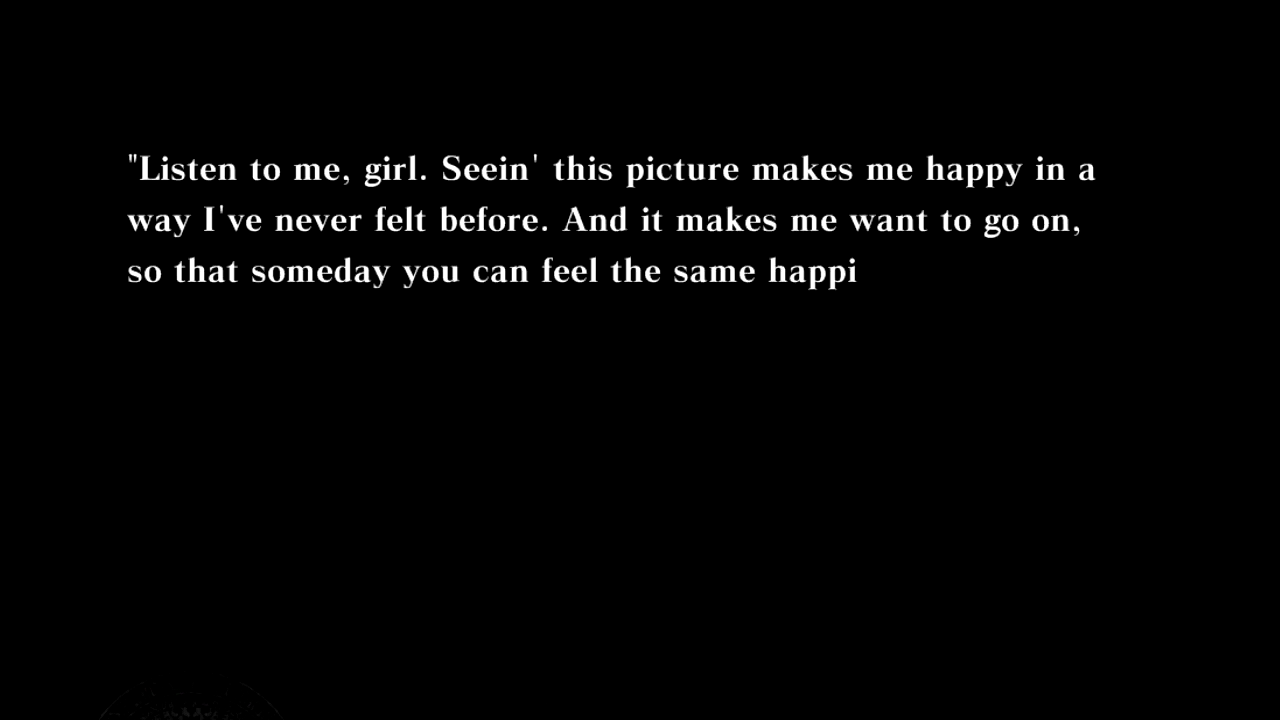 "Listen to me, girl. Seein' this picture makes me happy in a
way I've never felt before. And it makes me want to go on,
so that someday you can feel the same happi